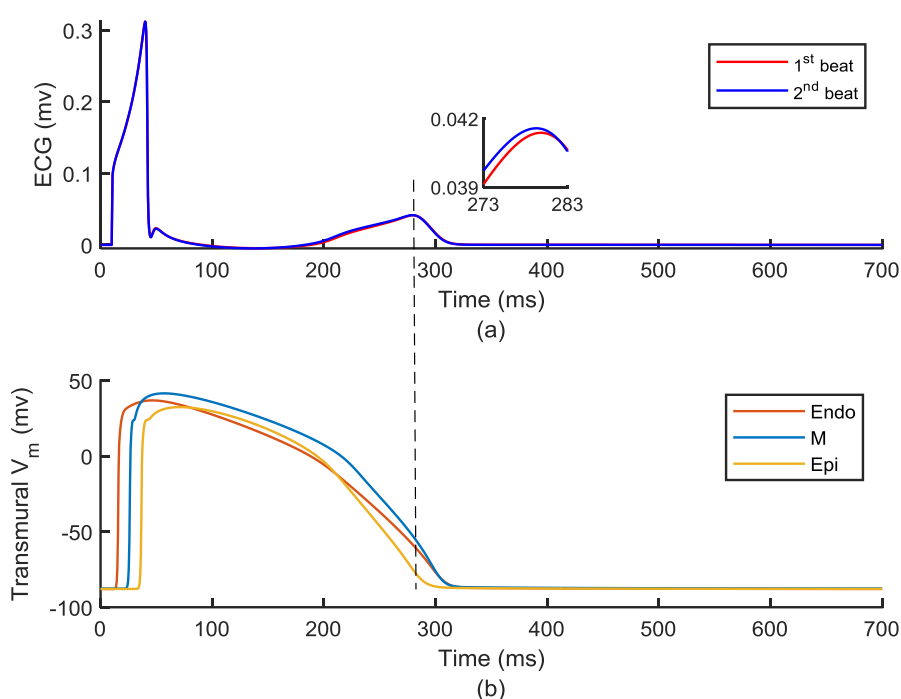 ECG (mv)
0.3
0.2
0.1
0
1st beat
2nd beat
0.042
0.039
273 283
0 100 200 300 400 500 600 700
Time (ms)
(a)
Transmural Vm (mv)
50
0
-50
-100
Endo
M
Epi
0 100 200 300 400 500 600 700
Time (ms)
(b)